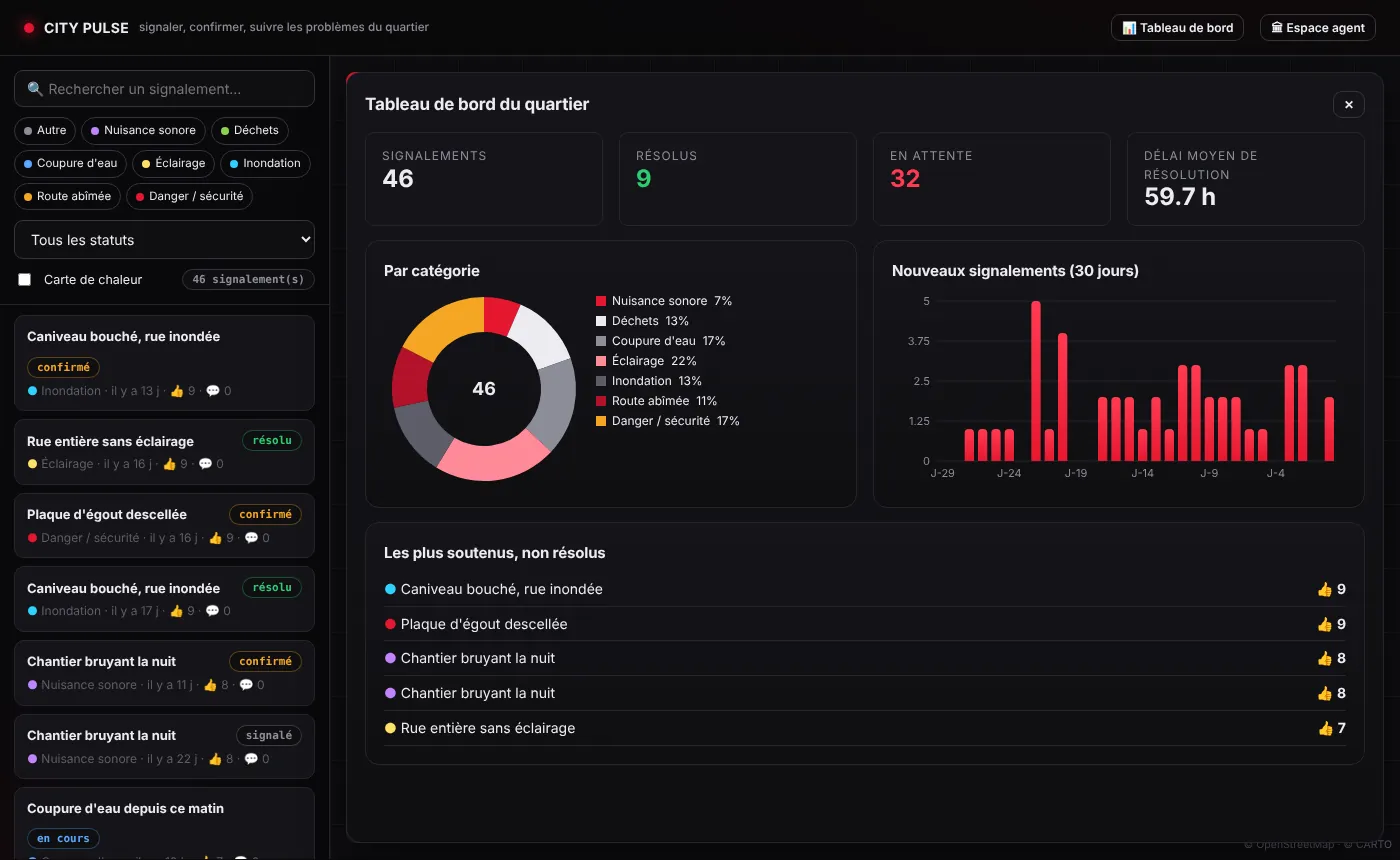 CITY PULSE signaler, confirmer, suivre les problèmes du quartier
📊 Tableau de bord
🏛 Espace agent
🔍 Rechercher un signalement...
Autre
Nuisance sonore
Déchets
Coupure d'eau
Éclairage
Inondation
Route abîmée
Danger / sécurité
Tous les statuts
Carte de chaleur
46 signalement(s)
Caniveau bouché, rue inondée
confirmé
Inondation · il y a 13 j · 👍 9 · 💬 0
Rue entière sans éclairage
résolu
Éclairage · il y a 16 j · 👍 9 · 💬 0
Plaque d'égout descellée
confirmé
Danger / sécurité · il y a 16 j · 👍 9 · 💬 0
Caniveau bouché, rue inondée
résolu
Inondation · il y a 17 j · 👍 9 · 💬 0
Chantier bruyant la nuit
confirmé
Nuisance sonore · il y a 11 j · 👍 8 · 💬 0
Chantier bruyant la nuit
signalé
Nuisance sonore · il y a 22 j · 👍 8 · 💬 0
Coupure d'eau depuis ce matin
en cours
Tableau de bord du quartier
×
SIGNALEMENTS
46
RÉSOLUS
9
EN ATTENTE
32
DÉLAI MOYEN DE
RÉSOLUTION
59.7 h
Par catégorie
46
Nuisance sonore 7%
Déchets 13%
Coupure d'eau 17%
Éclairage 22%
Inondation 13%
Route abîmée 11%
Danger / sécurité 17%
Nouveaux signalements (30 jours)
5
3.75
2.5
1.25
0
J-29 J-24 J-19 J-14 J-9 J-4
Les plus soutenus, non résolus
Caniveau bouché, rue inondée 👍 9
Plaque d'égout descellée 👍 9
Chantier bruyant la nuit 👍 8
Chantier bruyant la nuit 👍 8
Rue entière sans éclairage 👍 7
© OpenStreetMap · © CARTO